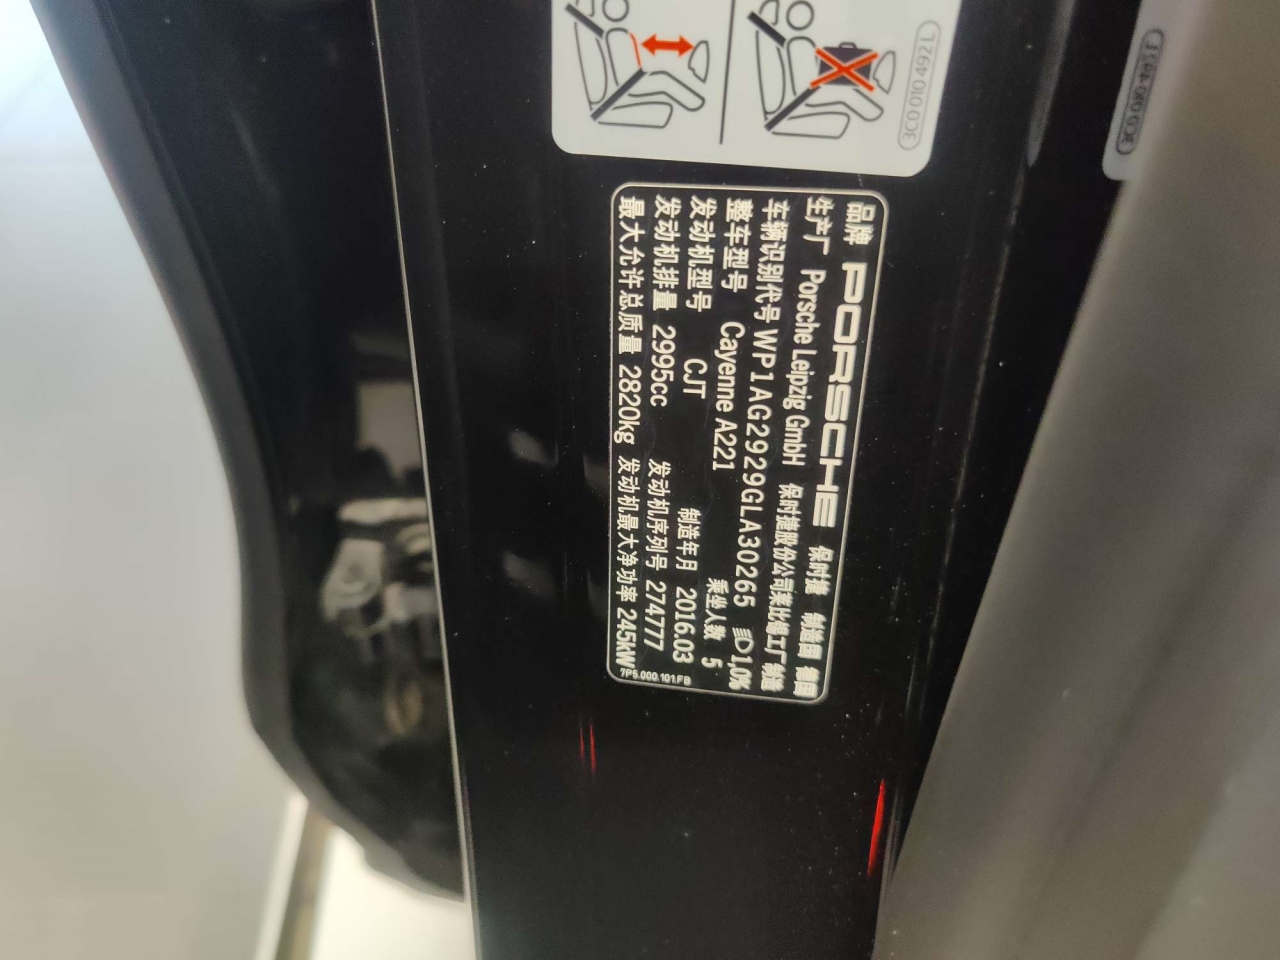 3C0 010 492 L
品牌 PORSCHE 保时捷 制造国 德国
生产厂 Porsche Leipzig GmbH 保时捷股份公司莱比锡工厂制造
车辆识别代号 WP1AG2929GLA30265 1,0%
整车型号 Cayenne A221 乘坐人数 5
发动机型号 CJT 制造年月 2016.03
发动机排量 2995cc 发动机序列号 274777
最大允许总质量 2820kg 发动机最大净功率 245kW
7P5.000.101.FB